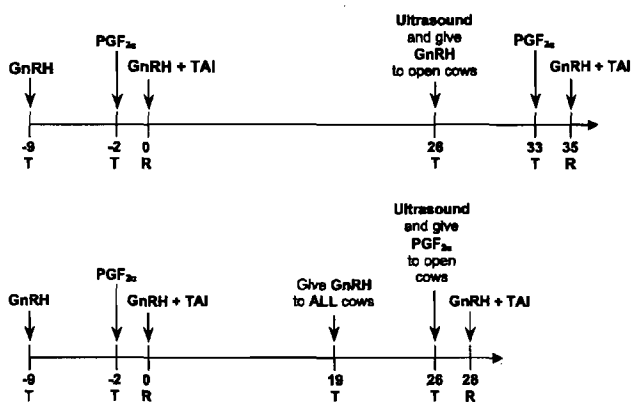 Ultrasound
and give
GnRH
to open cows
PGF₂α
PGF₂α
GnRH
GnRH + TAI
GnRH + TAI
-9
-2
0
26
33
35
T
T
R
T
T
R
Ultrasound
and give
PGF₂α
to open
cows
PGF₂α
GnRH
GnRH + TAI
Give GnRH
to ALL cows
GnRH + TAI
-9
-2
0
19
26
28
T
T
R
T
T
R